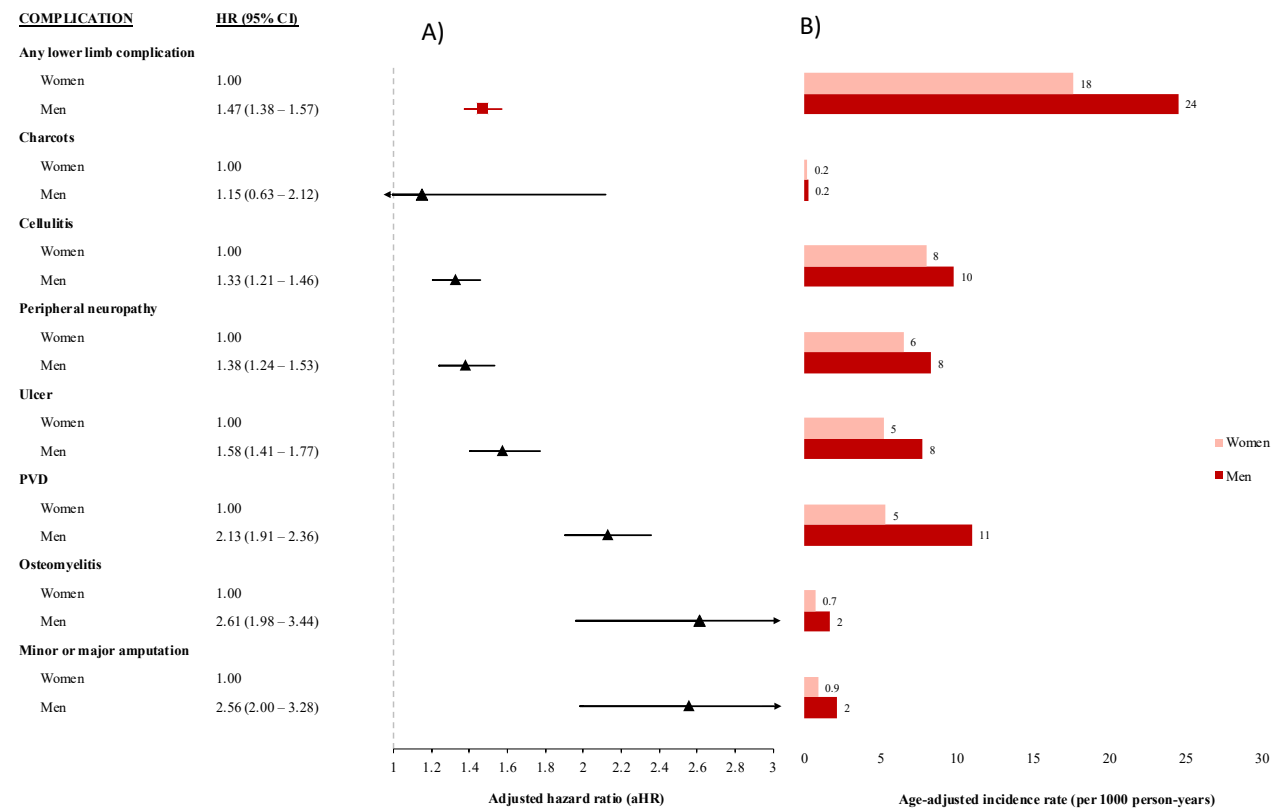 COMPLICATION HR (95% CI)
A)
B)
Any lower limb complication
Women 1.00
Men 1.47 (1.38 – 1.57)
Charcots
Women 1.00
Men 1.15 (0.63 – 2.12)
Cellulitis
Women 1.00
Men 1.33 (1.21 – 1.46)
Peripheral neuropathy
Women 1.00
Men 1.38 (1.24 – 1.53)
Ulcer
Women 1.00
Men 1.58 (1.41 – 1.77)
PVD
Women 1.00
Men 2.13 (1.91 – 2.36)
Osteomyelitis
Women 1.00
Men 2.61 (1.98 – 3.44)
Minor or major amputation
Women 1.00
Men 2.56 (2.00 – 3.28)
1 1.2 1.4 1.6 1.8 2 2.2 2.4 2.6 2.8 3
Adjusted hazard ratio (aHR)
18
24
0.2
0.2
8
10
6
8
5
8
5
11
0.7
2
0.9
2
Women
Men
0 5 10 15 20 25 30
Age-adjusted incidence rate (per 1000 person-years)